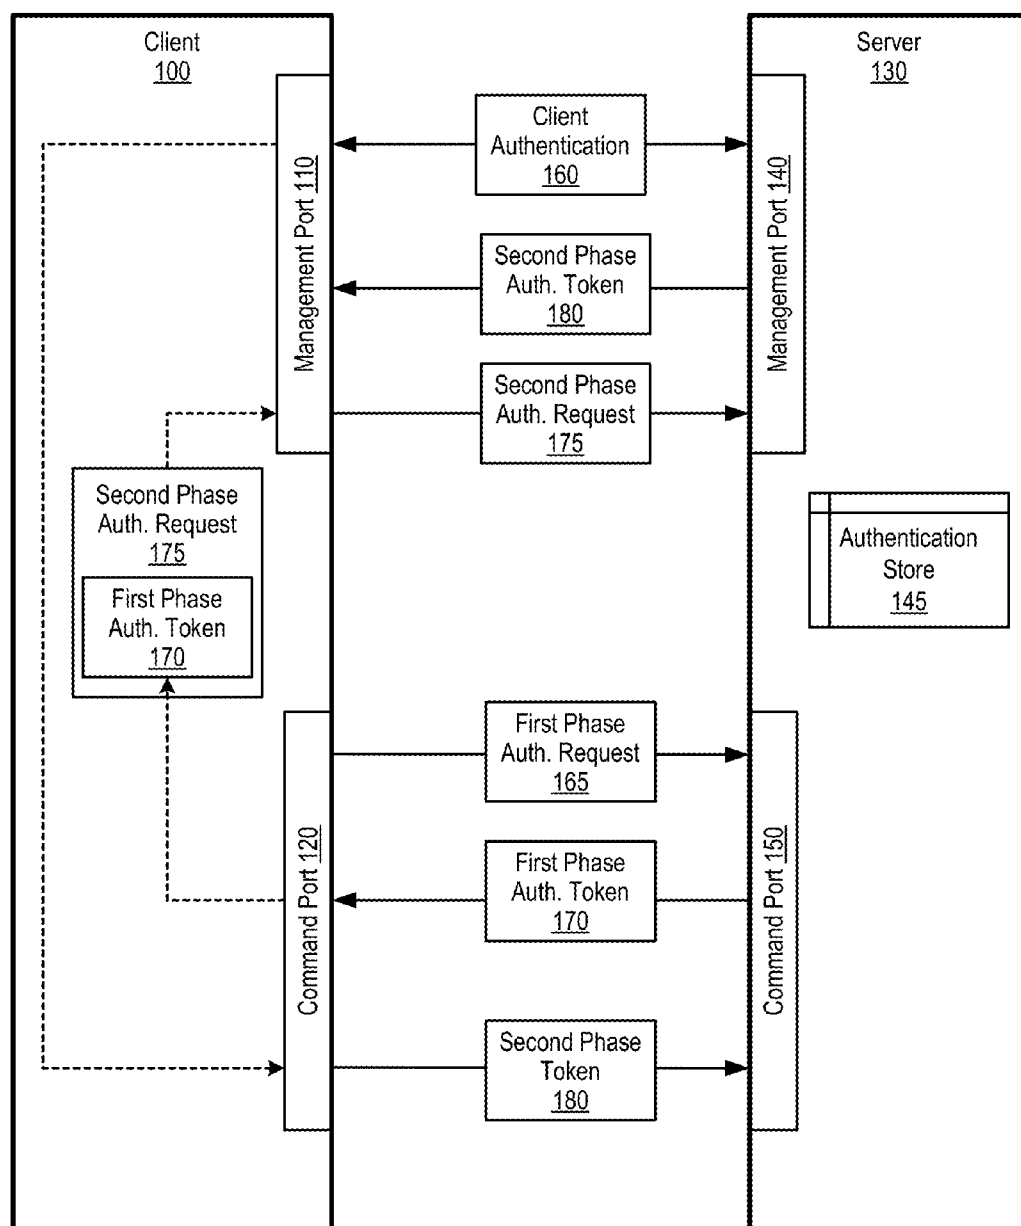 Client
100
Server
130
Client
Authentication
160
Management Port 110
Management Port 140
Second Phase
Auth. Token
180
Second Phase
Auth. Request
175
Second Phase
Auth. Request
175
First Phase
Auth. Token
170
Authentication
Store
145
First Phase
Auth. Request
165
Command Port 120
Command Port 150
First Phase
Auth. Token
170
Second Phase
Token
180